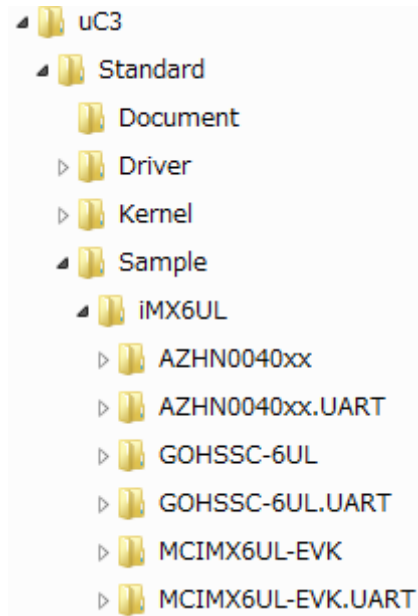 uC3
Standard
Document
Driver
Kernel
Sample
iMX6UL
AZHN0040xx
AZHN0040xx.UART
GOHSSC-6UL
GOHSSC-6UL.UART
MCIMX6UL-EVK
MCIMX6UL-EVK.UART